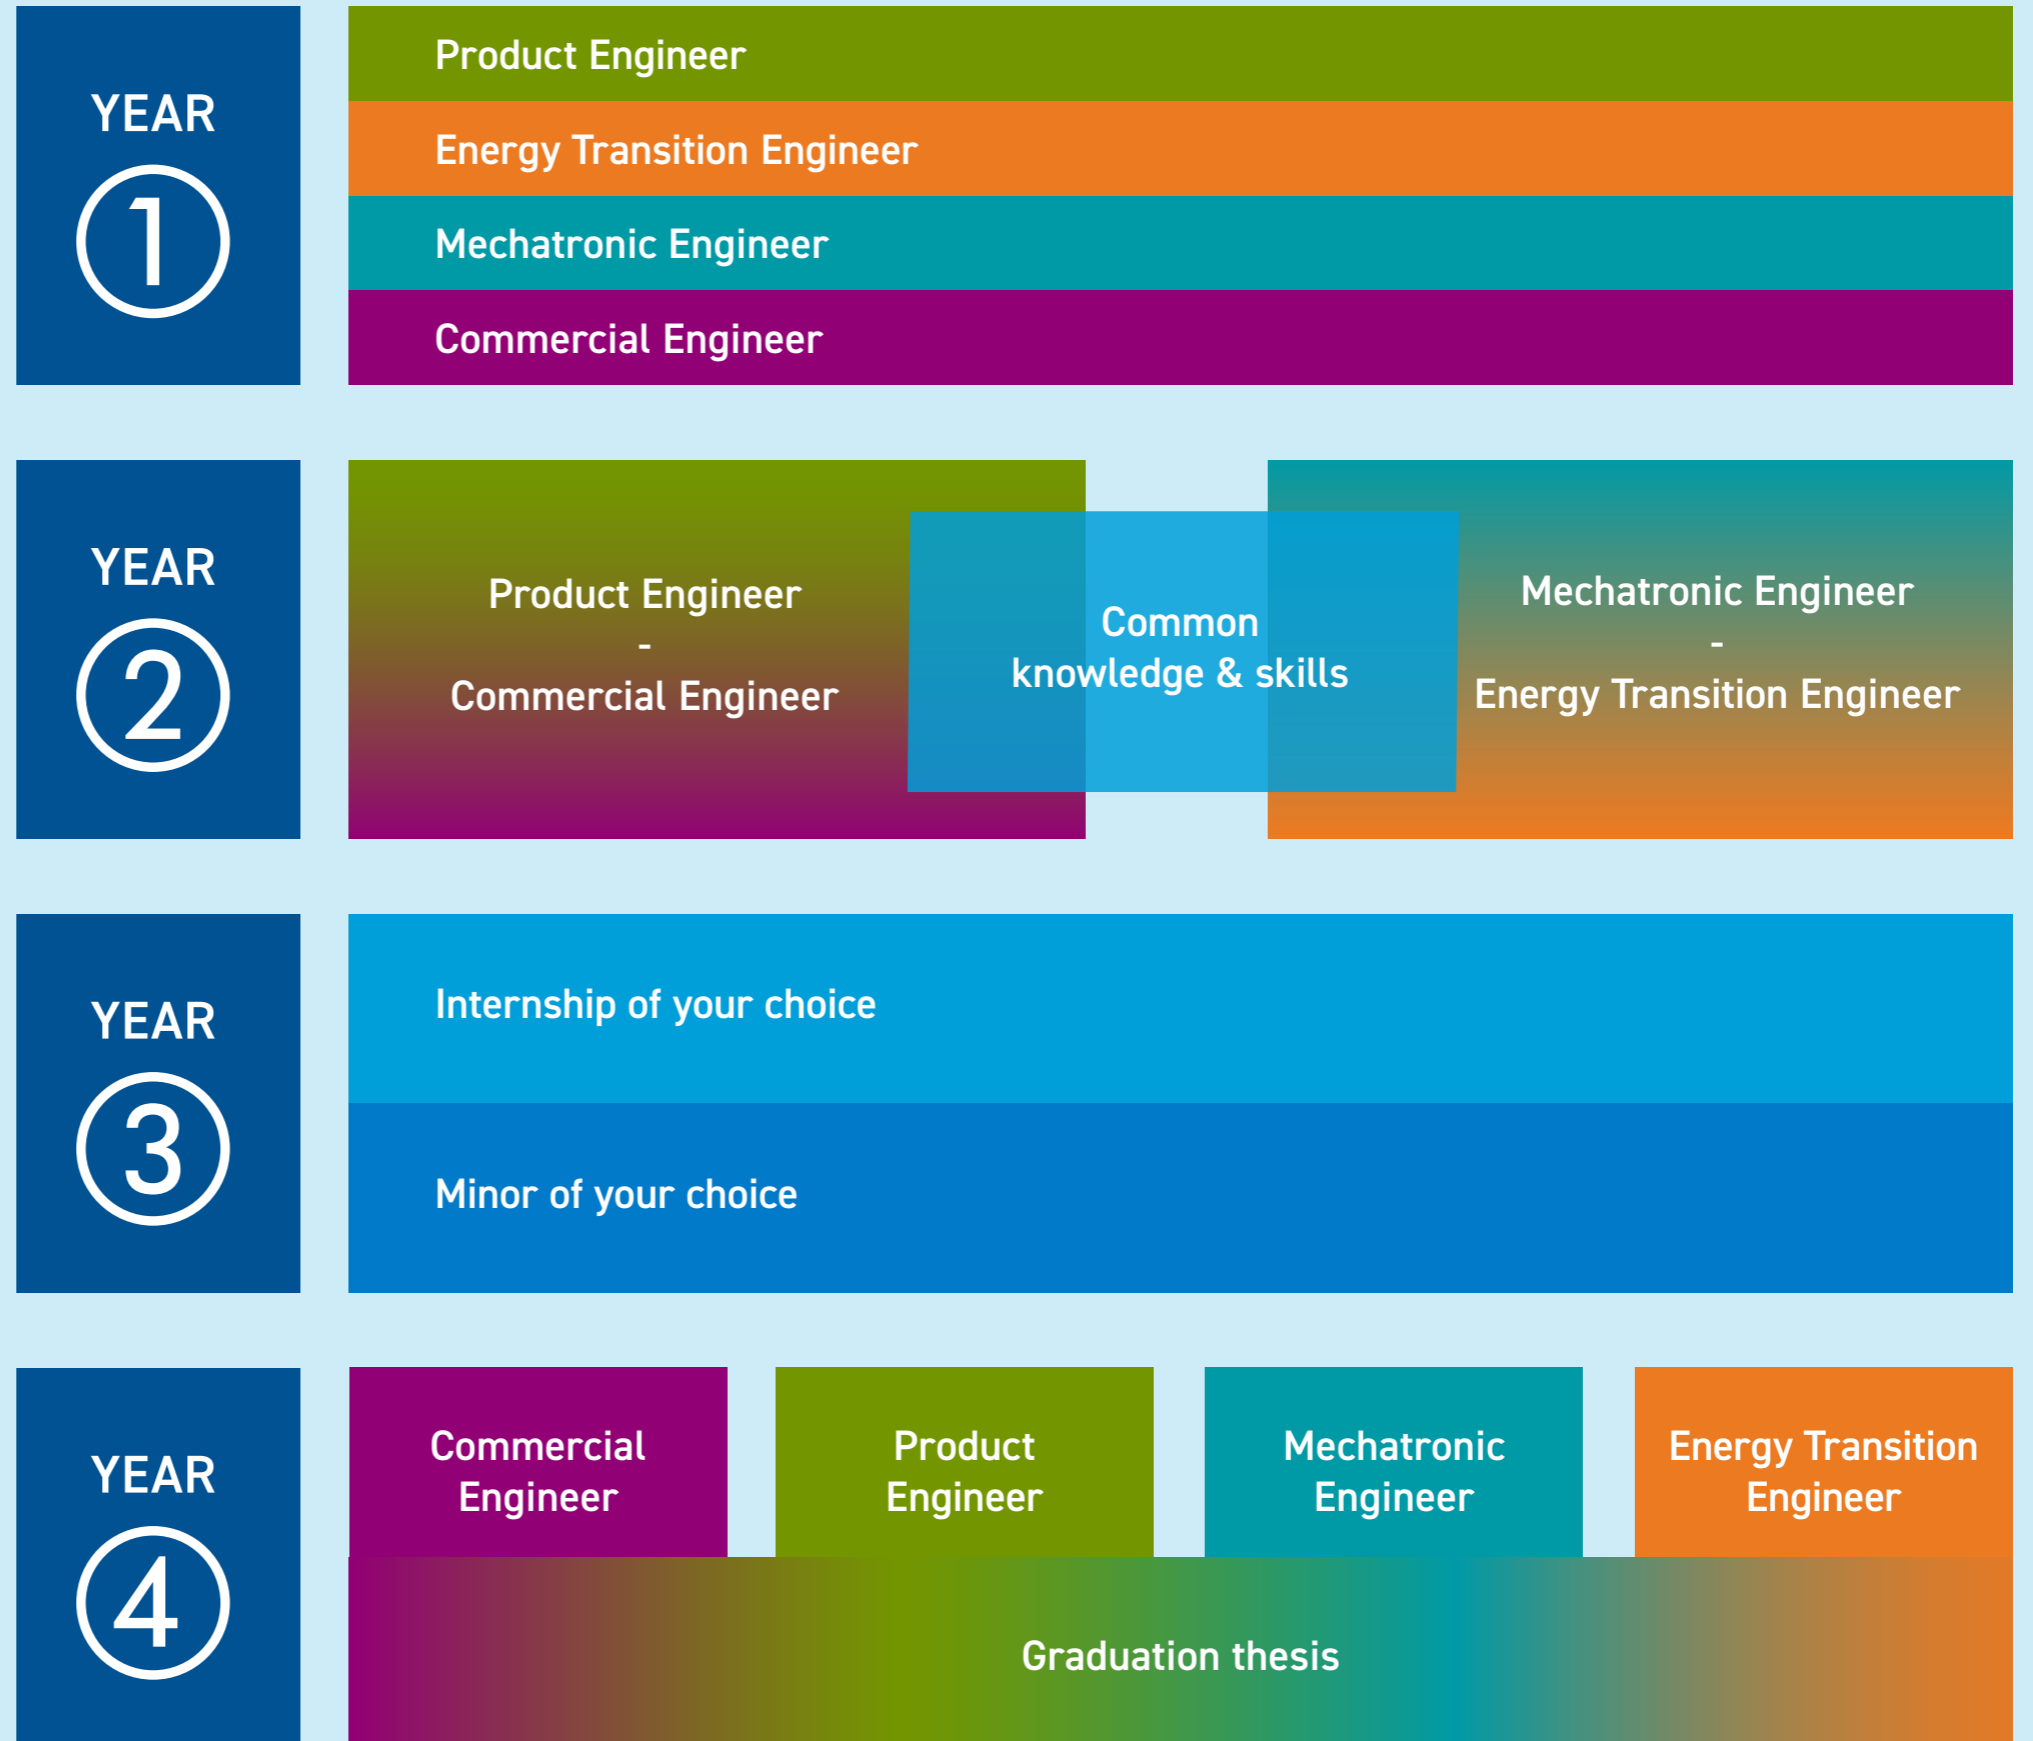 YEAR
1
Product Engineer
Energy Transition Engineer
Mechatronic Engineer
Commercial Engineer
YEAR
2
Product Engineer
-
Commercial Engineer
Common
knowledge & skills
Mechatronic Engineer
-
Energy Transition Engineer
YEAR
3
Internship of your choice
Minor of your choice
YEAR
4
Commercial
Engineer
Product
Engineer
Mechatronic
Engineer
Energy Transition
Engineer
Graduation thesis